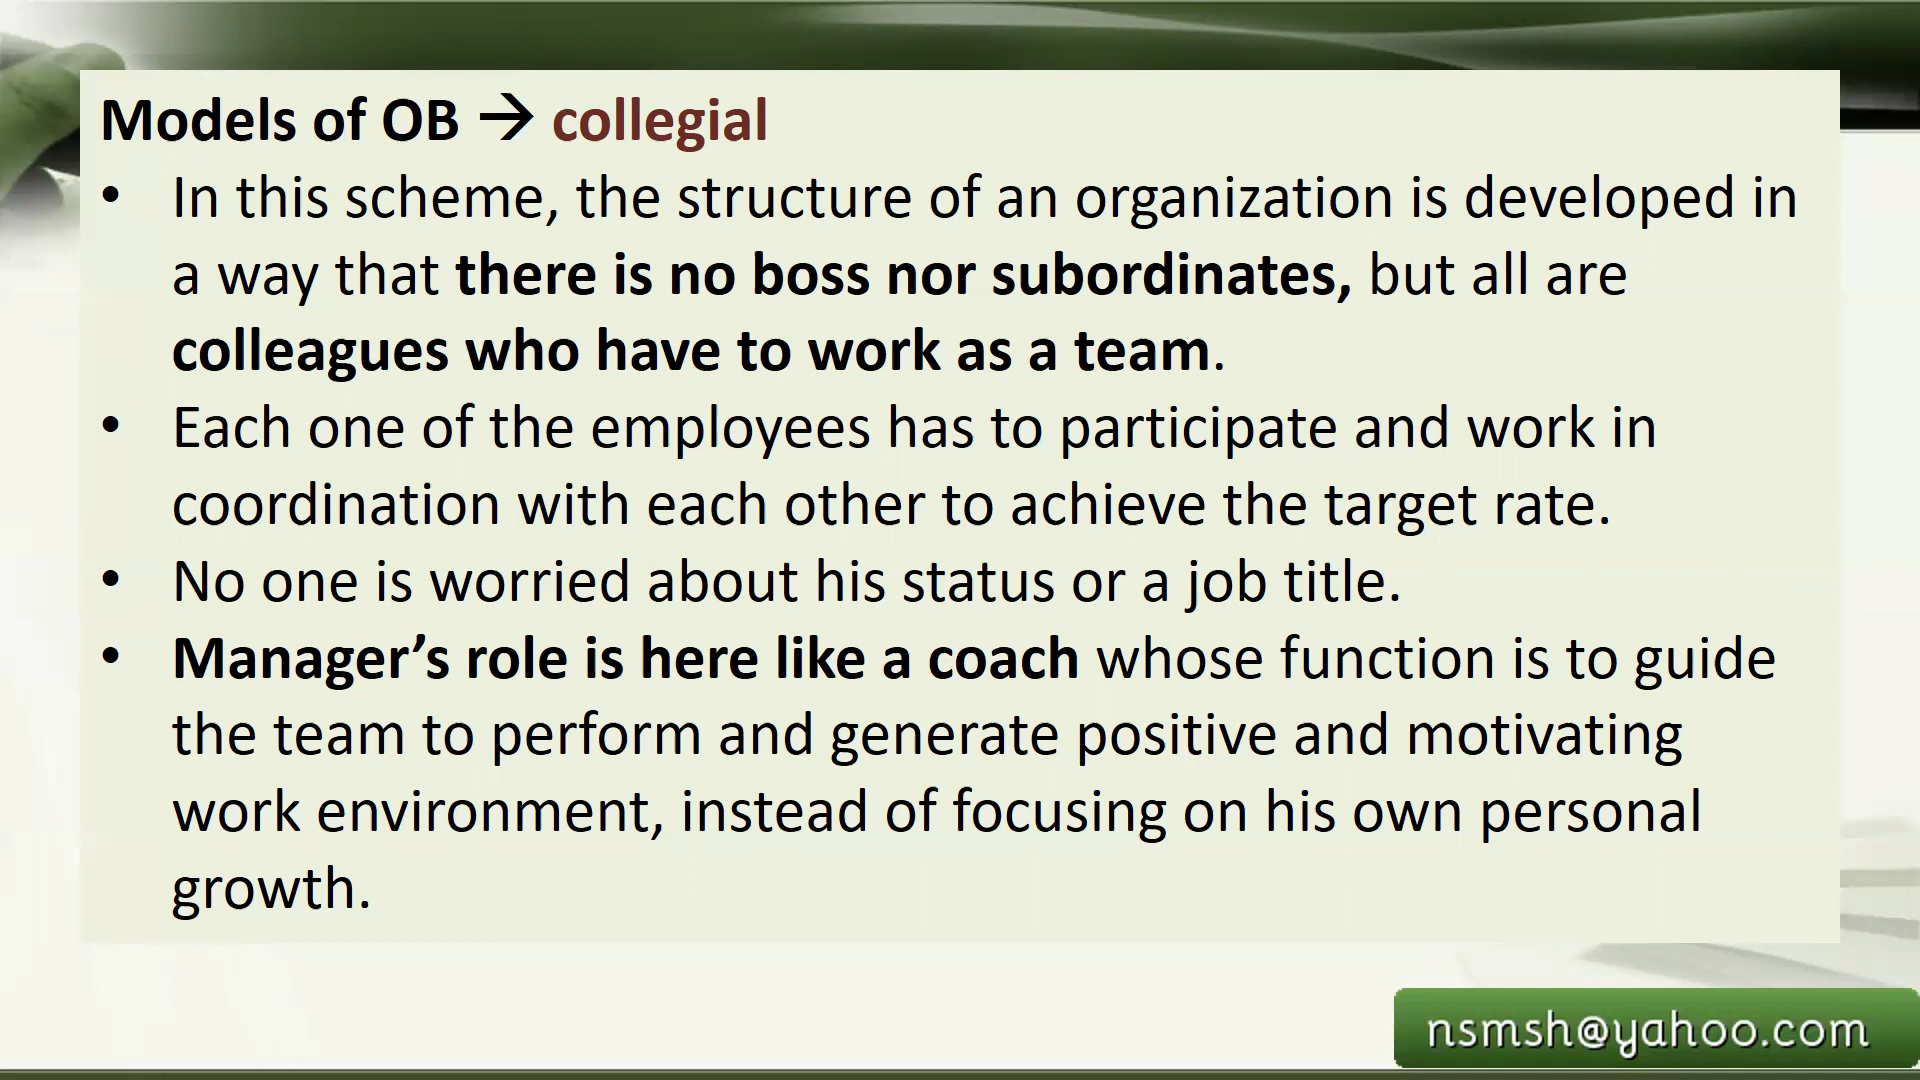 Models of OB → collegial
• In this scheme, the structure of an organization is developed in
a way that there is no boss nor subordinates, but all are
colleagues who have to work as a team.
• Each one of the employees has to participate and work in
coordination with each other to achieve the target rate.
• No one is worried about his status or a job title.
• Manager’s role is here like a coach whose function is to guide
the team to perform and generate positive and motivating
work environment, instead of focusing on his own personal
growth.
nsmsh@yahoo.com